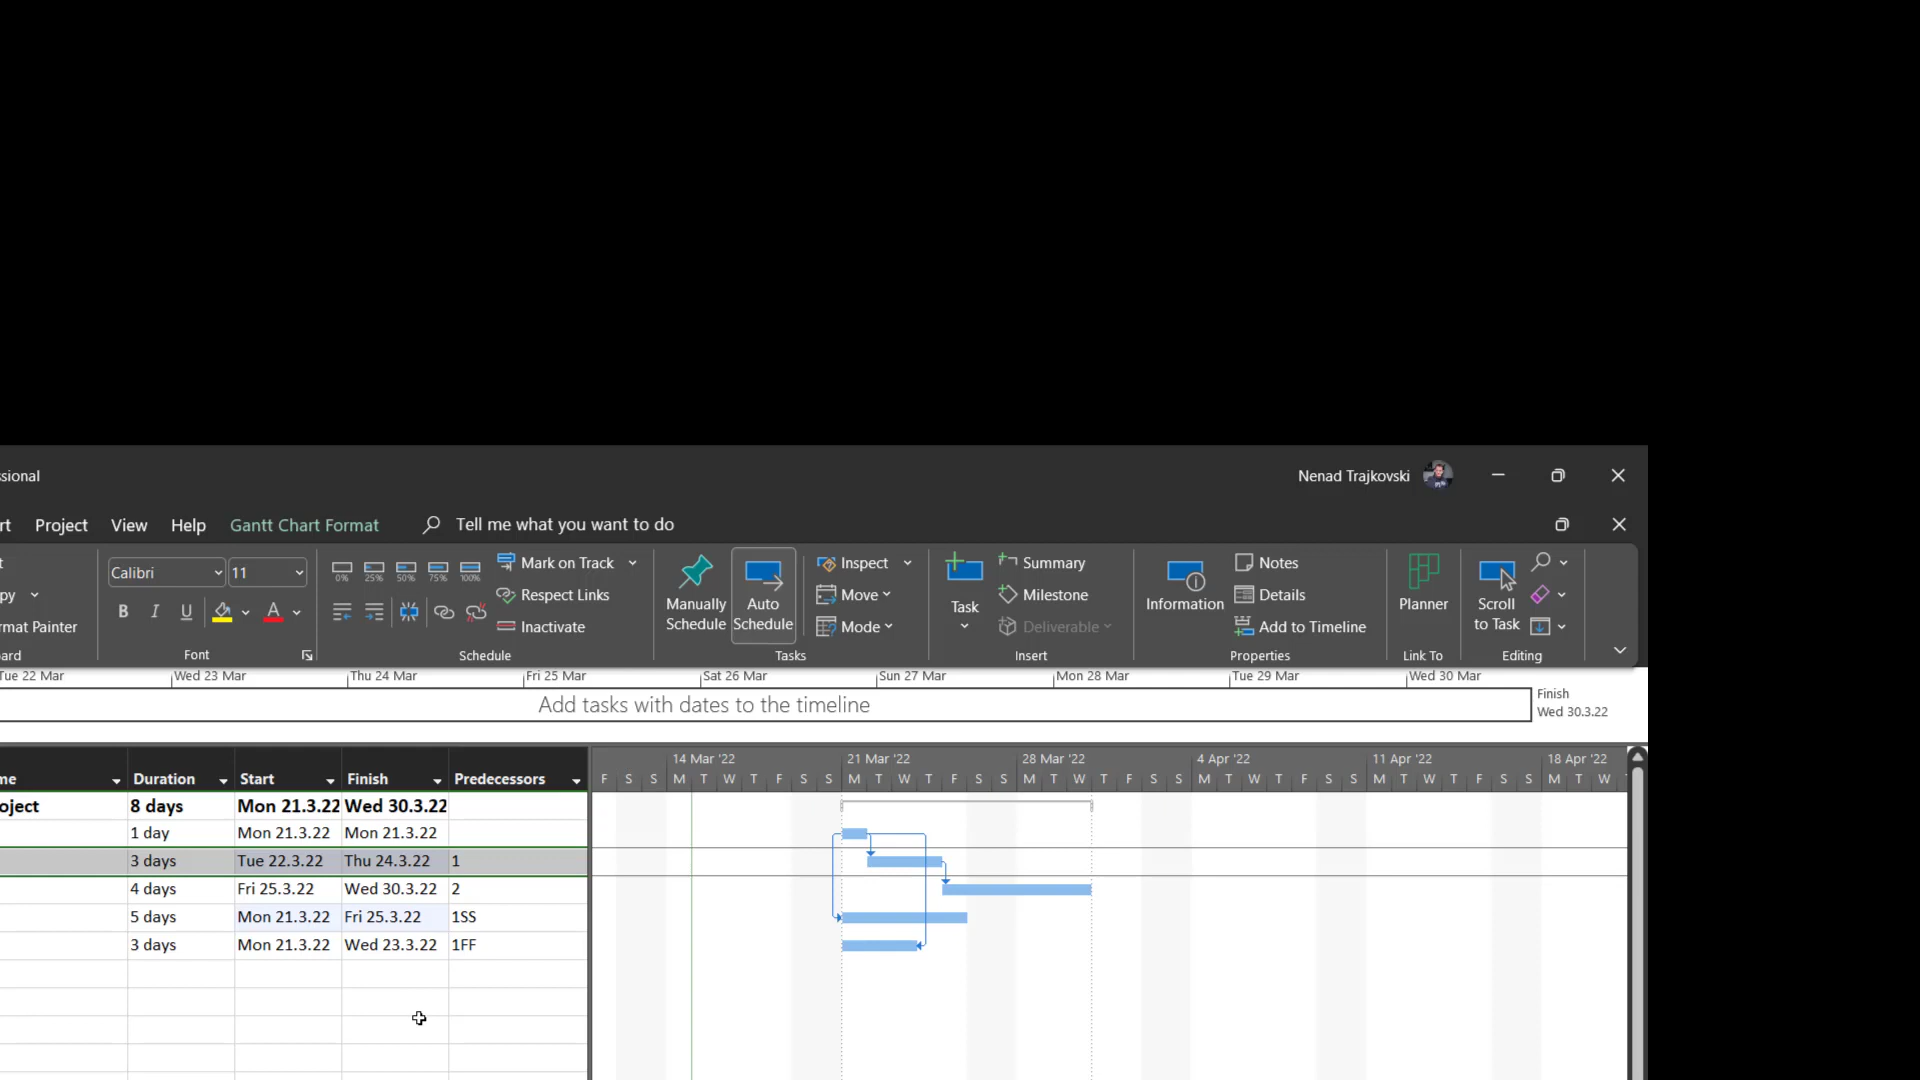 sional
Nenad Trajkovski
rt Project View Help Gantt Chart Format Tell me what you want to do
t
py
mat Painter
ard
Calibri 11
B I U A
Font
0% 25% 50% 75% 100%
Mark on Track
Respect Links
Inactivate
Schedule
Manually Schedule
Auto Schedule
Inspect
Move
Mode
Tasks
Task
Summary
Milestone
Deliverable
Insert
Information
Notes
Details
Add to Timeline
Properties
Planner
Link To
Scroll to Task
Editing
Tue 22 Mar Wed 23 Mar Thu 24 Mar Fri 25 Mar Sat 26 Mar Sun 27 Mar Mon 28 Mar Tue 29 Mar Wed 30 Mar
Add tasks with dates to the timeline
Finish
Wed 30.3.22
me Duration Start Finish Predecessors
oject 8 days Mon 21.3.22 Wed 30.3.22
1 day Mon 21.3.22 Mon 21.3.22
3 days Tue 22.3.22 Thu 24.3.22 1
4 days Fri 25.3.22 Wed 30.3.22 2
5 days Mon 21.3.22 Fri 25.3.22 1SS
3 days Mon 21.3.22 Wed 23.3.22 1FF
14 Mar '22 21 Mar '22 28 Mar '22 4 Apr '22 11 Apr '22 18 Apr '22
F S S M T W T F S S M T W T F S S M T W T F S S M T W T F S S M T W T F S S M T W